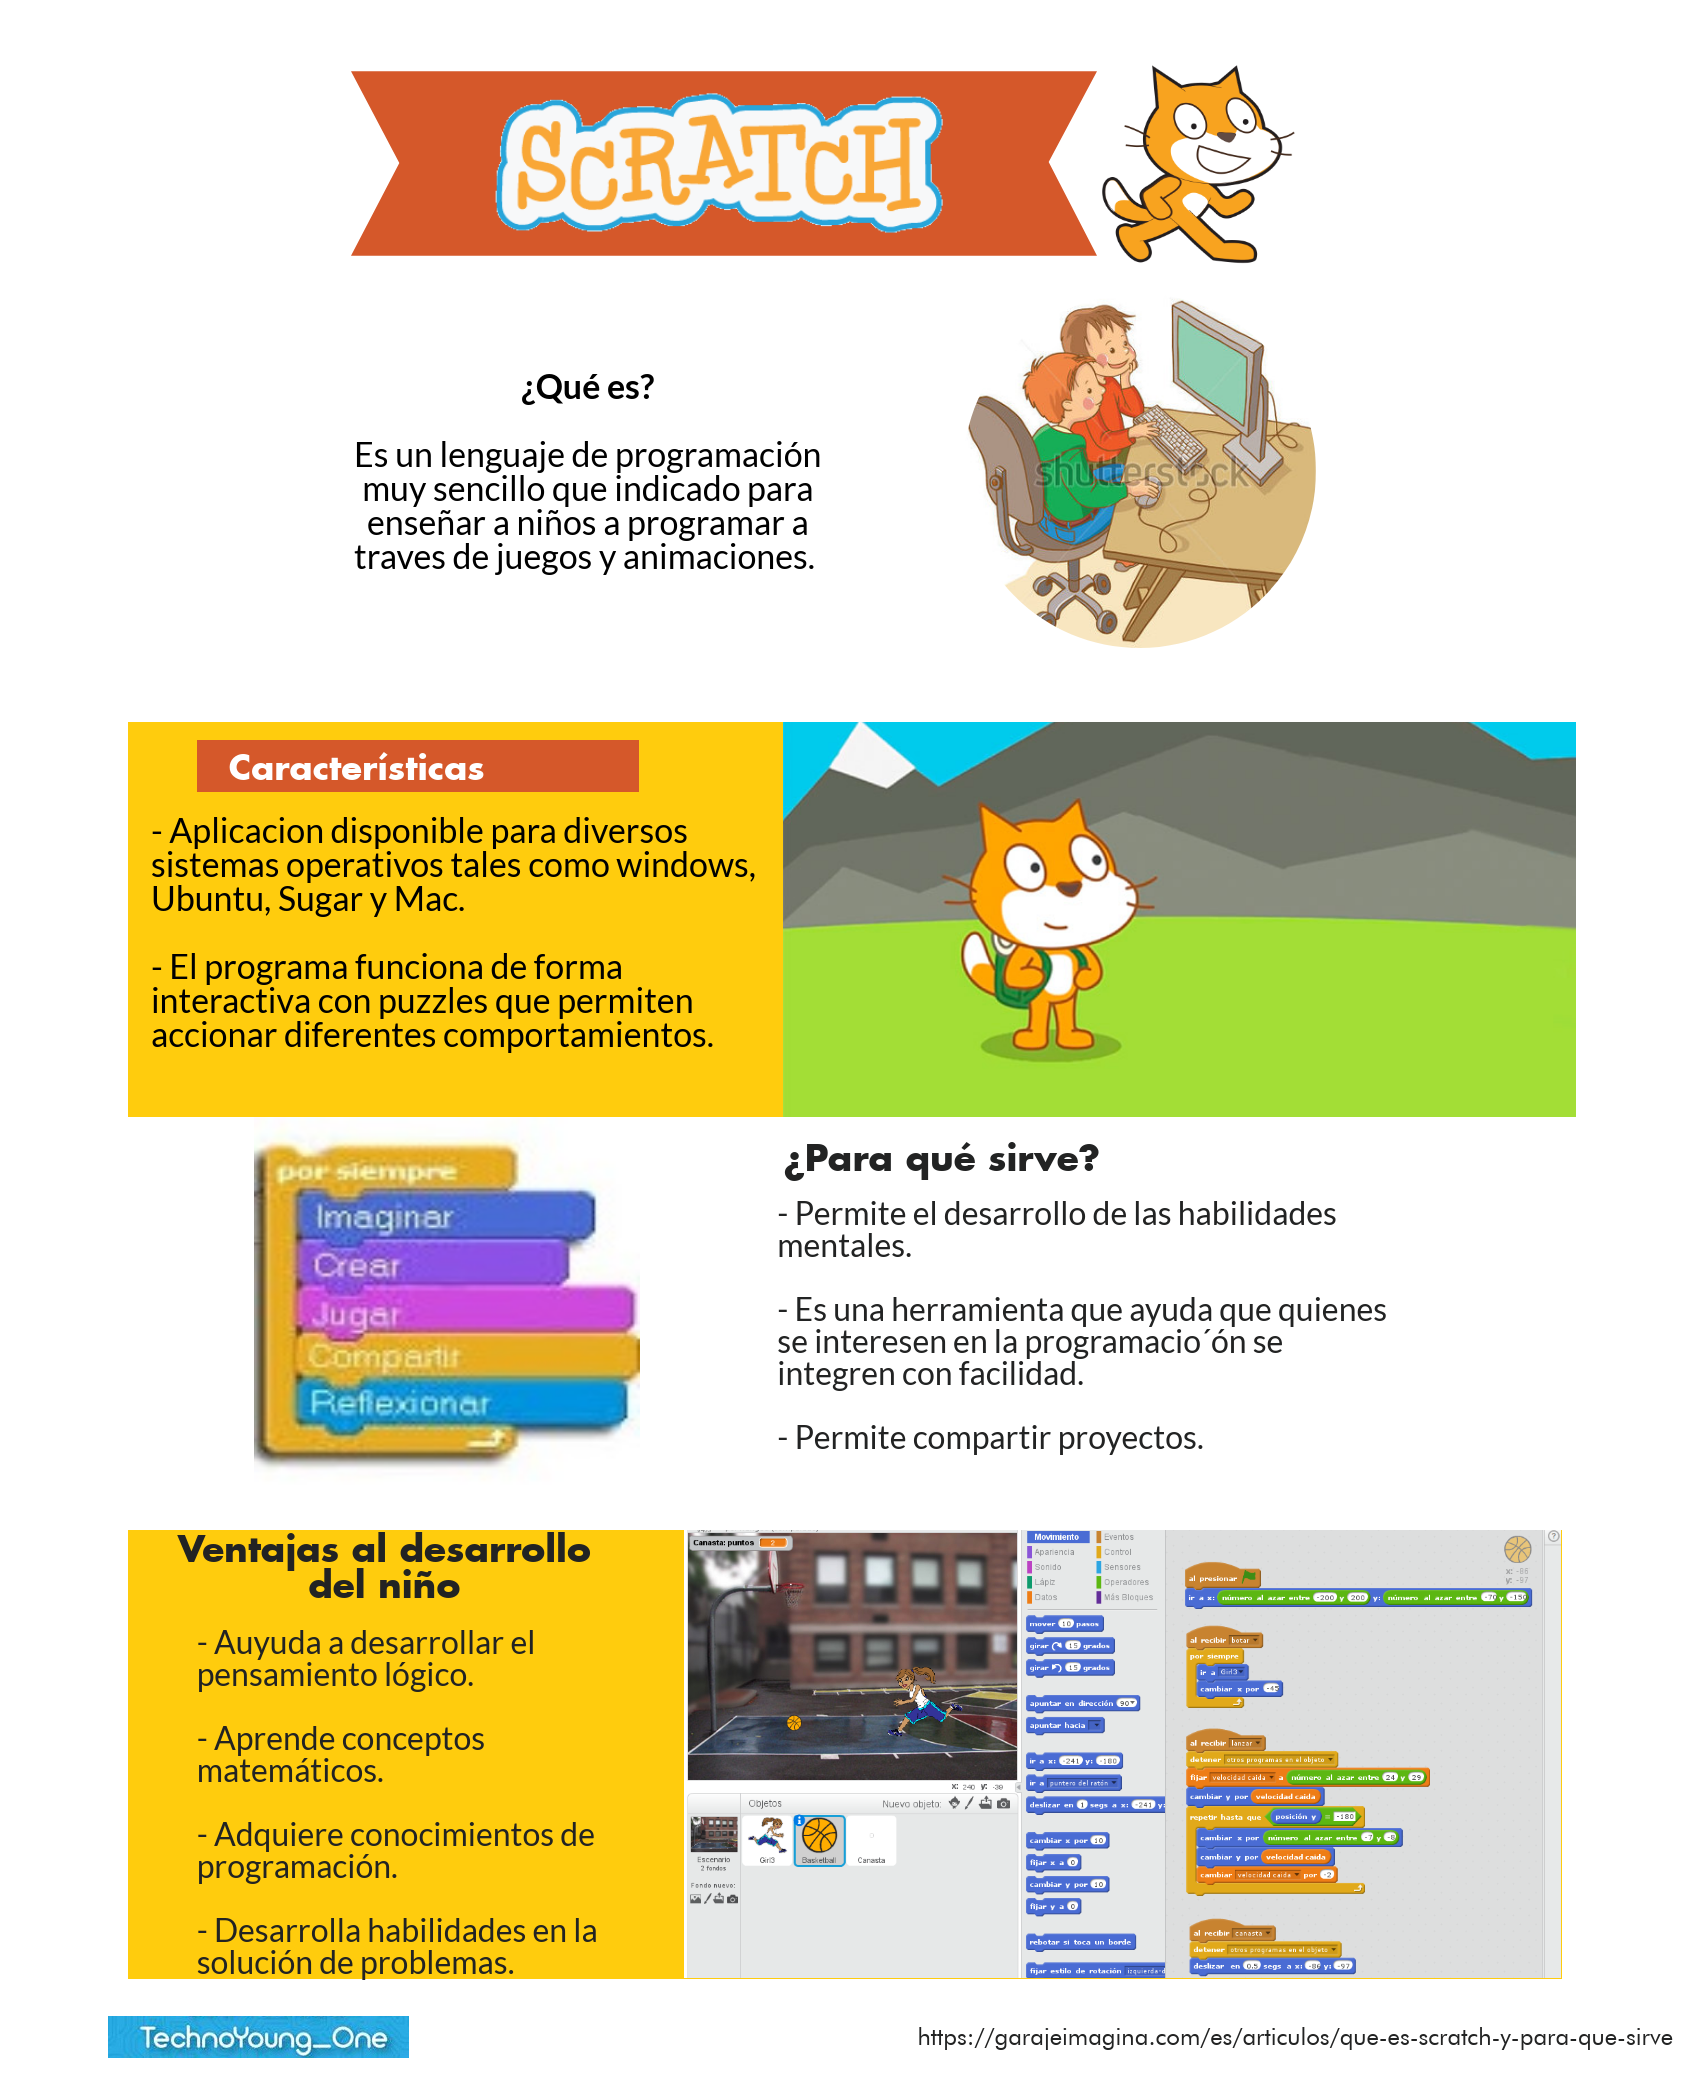 SCRATCH
¿Qué es?
Es un lenguaje de programación
muy sencillo que indicado para
enseñar a niños a programar a
traves de juegos y animaciones.
shutterstock
Características
- Aplicacion disponible para diversos
sistemas operativos tales como windows,
Ubuntu, Sugar y Mac.
- El programa funciona de forma
interactiva con puzzles que permiten
accionar diferentes comportamientos.
por siempre
Imaginar
Crear
Jugar
Compartir
Reflexionar
¿Para qué sirve?
- Permite el desarrollo de las habilidades
mentales.
- Es una herramienta que ayuda que quienes
se interesen en la programacio´ón se
integren con facilidad.
- Permite compartir proyectos.
Ventajas al desarrollo
del niño
- Auyuda a desarrollar el
pensamiento lógico.
- Aprende conceptos
matemáticos.
- Adquiere conocimientos de
programación.
- Desarrolla habilidades en la
solución de problemas.
Canasta: puntos 2
x: 240 y: -39
Objetos
Nuevo objeto:
Escenario
2 fondos
Fondo nuevo:
Girl3
Basketball
Canasta
Movimiento
Eventos
Apariencia
Control
Sonido
Sensores
Lápiz
Operadores
Datos
Más Bloques
mover 10 pasos
girar 15 grados
girar 15 grados
apuntar en dirección 90
apuntar hacia
ir a x: -241 y: -180
ir a puntero del ratón
deslizar en 1 segs a x: -241 y:
cambiar x por 10
fijar x a 0
cambiar y por 10
fijar y a 0
rebotar si toca un borde
fijar estilo de rotación izquierda-d
x: -66
y: -97
al presionar
ir a x: número al azar entre -200 y 200 y: número al azar entre -70 y -150
al recibir botar
por siempre
ir a Girl3
cambiar x por -45
al recibir lanzar
detener otros programas en el objeto
fijar velocidad caida a número al azar entre 24 y 29
cambiar y por velocidad caida
repetir hasta que posición y = -180
cambiar x por número al azar entre -7 y -8
cambiar y por velocidad caida
cambiar velocidad caida por -2
al recibir canasta
detener otros programas en el objeto
deslizar en 0.5 segs a x: -86 y: -97
TechnoYoung_One
https://garajeimagina.com/es/articulos/que-es-scratch-y-para-que-sirve